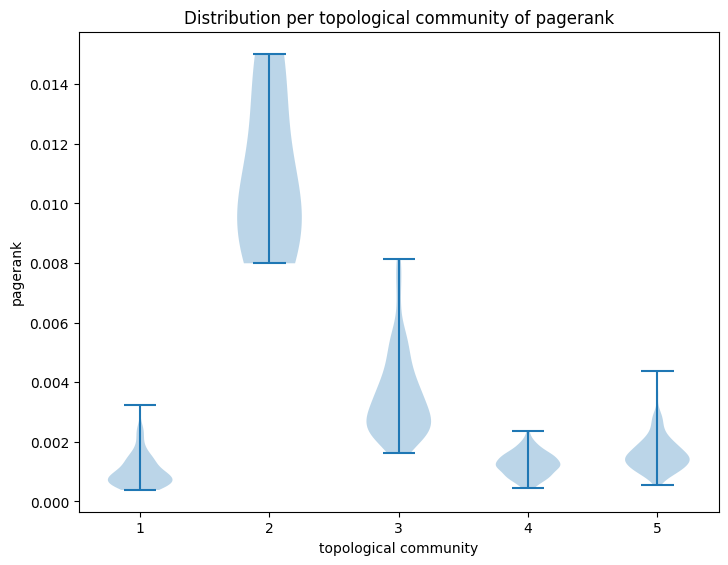 Distribution per topological community of pagerank
0.014
0.012
0.010
0.008
0.006
0.004
0.002
0.000
pagerank
1 2 3 4 5
topological community